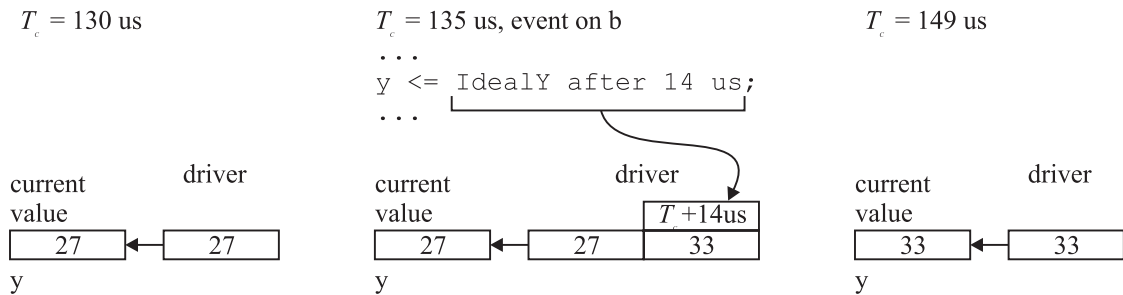 T_c = 130 us
T_c = 135 us, event on b
T_c = 149 us
...
y <= IdealY after 14 us;
...
current value
driver
27
27
y
current value
driver
T_c +14us
27
27
33
y
current value
driver
33
33
y